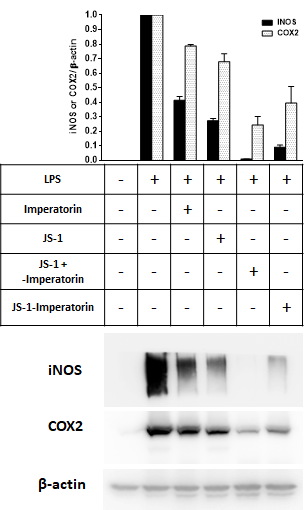 iNOS or COX2/β-actin
1.0
0.9
0.8
0.7
0.6
0.5
0.4
0.3
0.2
0.1
0.0
iNOS
COX2
LPS - + + + + +
Imperatorin - - + - - -
JS-1 - - - + - -
JS-1 +
-Imperatorin - - - - + -
JS-1-Imperatorin - - - - - +
iNOS
COX2
β-actin